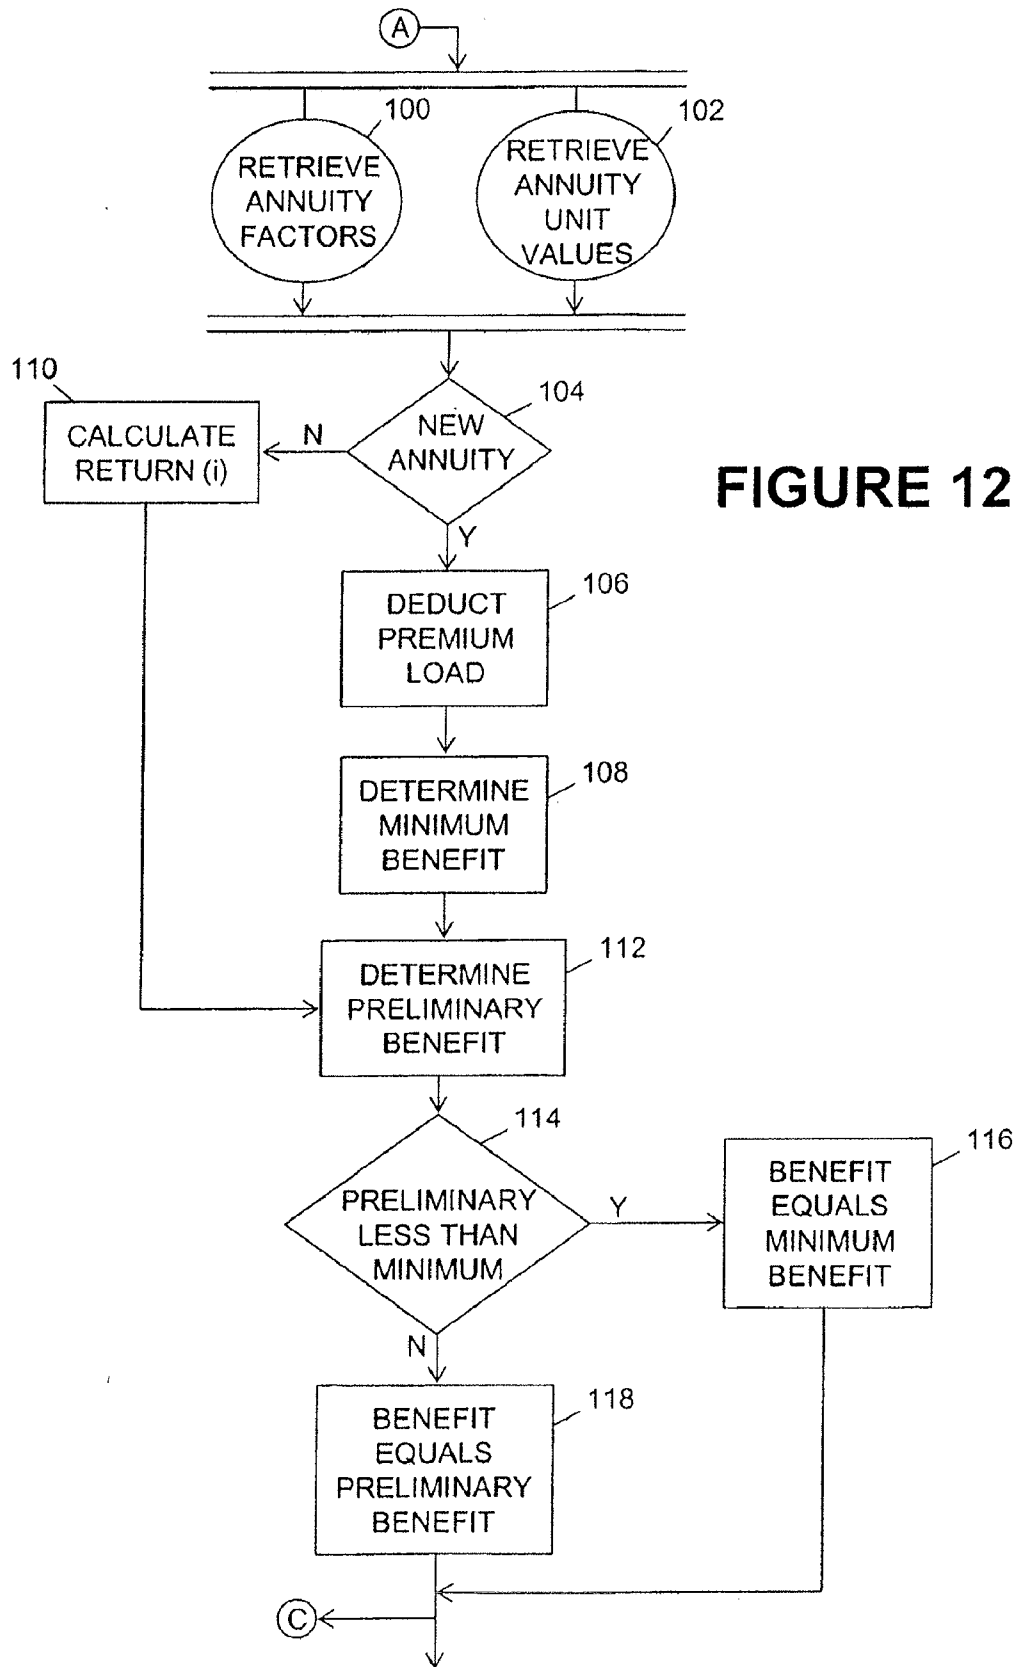 A
100
RETRIEVE
ANNUITY
FACTORS
102
RETRIEVE
ANNUITY
UNIT
VALUES
110
CALCULATE
RETURN (i)
N
104
NEW
ANNUITY
FIGURE 12
Y
106
DEDUCT
PREMIUM
LOAD
108
DETERMINE
MINIMUM
BENEFIT
112
DETERMINE
PRELIMINARY
BENEFIT
114
PRELIMINARY
LESS THAN
MINIMUM
Y
116
BENEFIT
EQUALS
MINIMUM
BENEFIT
N
118
BENEFIT
EQUALS
PRELIMINARY
BENEFIT
C